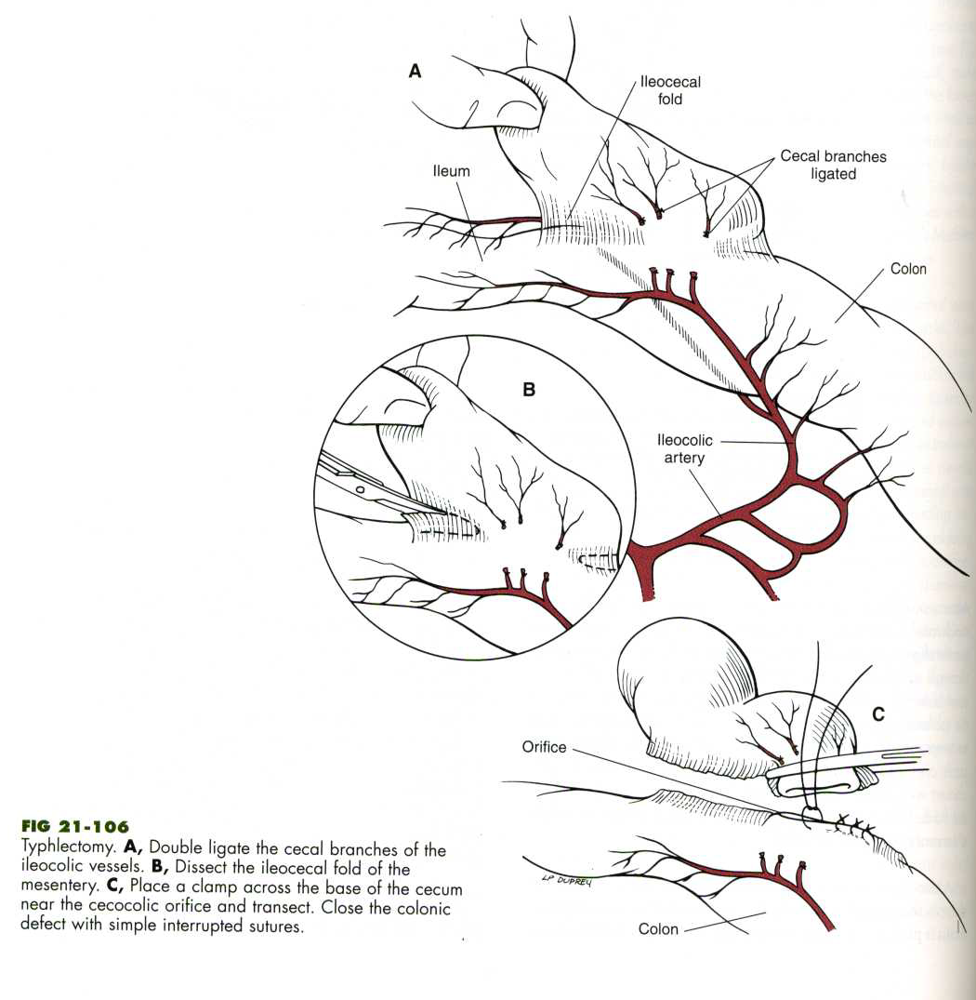 A
Ileocecal
fold
Cecal branches
ligated
Ileum
Colon
B
Ileocolic
artery
C
Orifice
LP DUPREY
Colon
FIG 21-106
Typhlectomy. A, Double ligate the cecal branches of the
ileocolic vessels. B, Dissect the ileocecal fold of the
mesentery. C, Place a clamp across the base of the cecum
near the cecocolic orifice and transect. Close the colonic
defect with simple interrupted sutures.